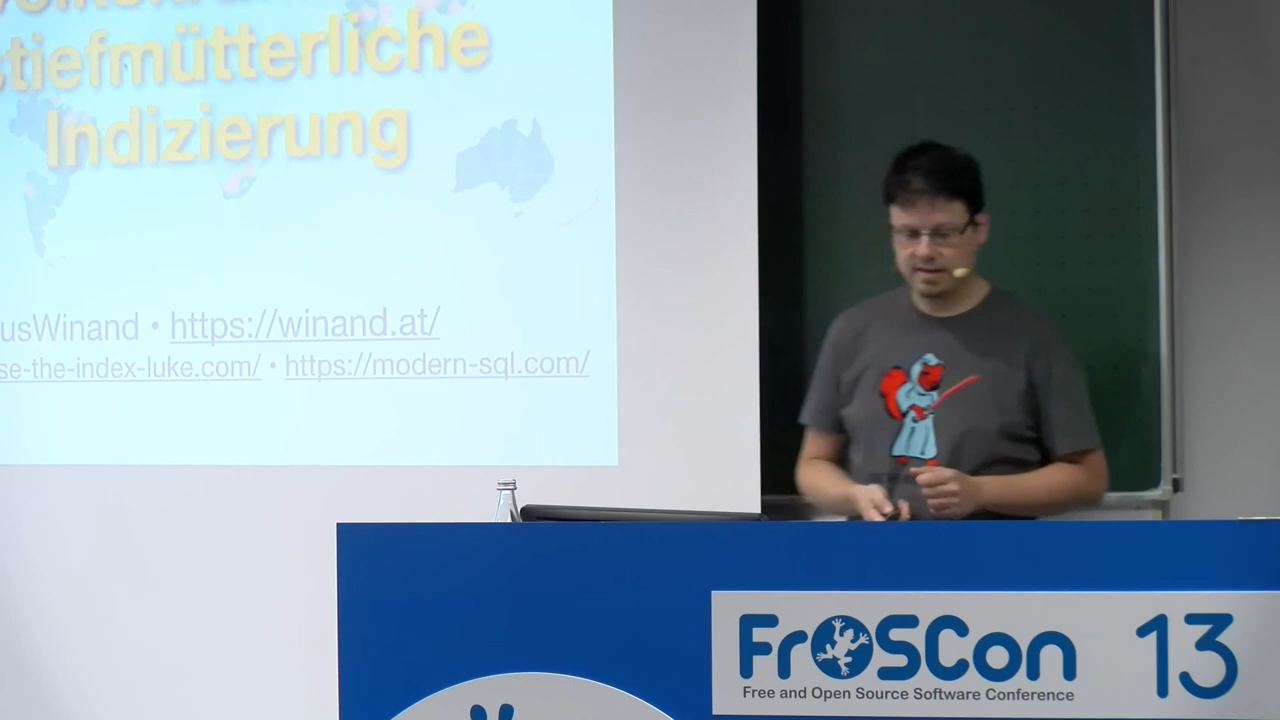 stiefmütterliche
Indizierung
usWinand • https://winand.at/
se-the-index-luke.com/ • https://modern-sql.com/
FrOSCon 13
Free and Open Source Software Conference